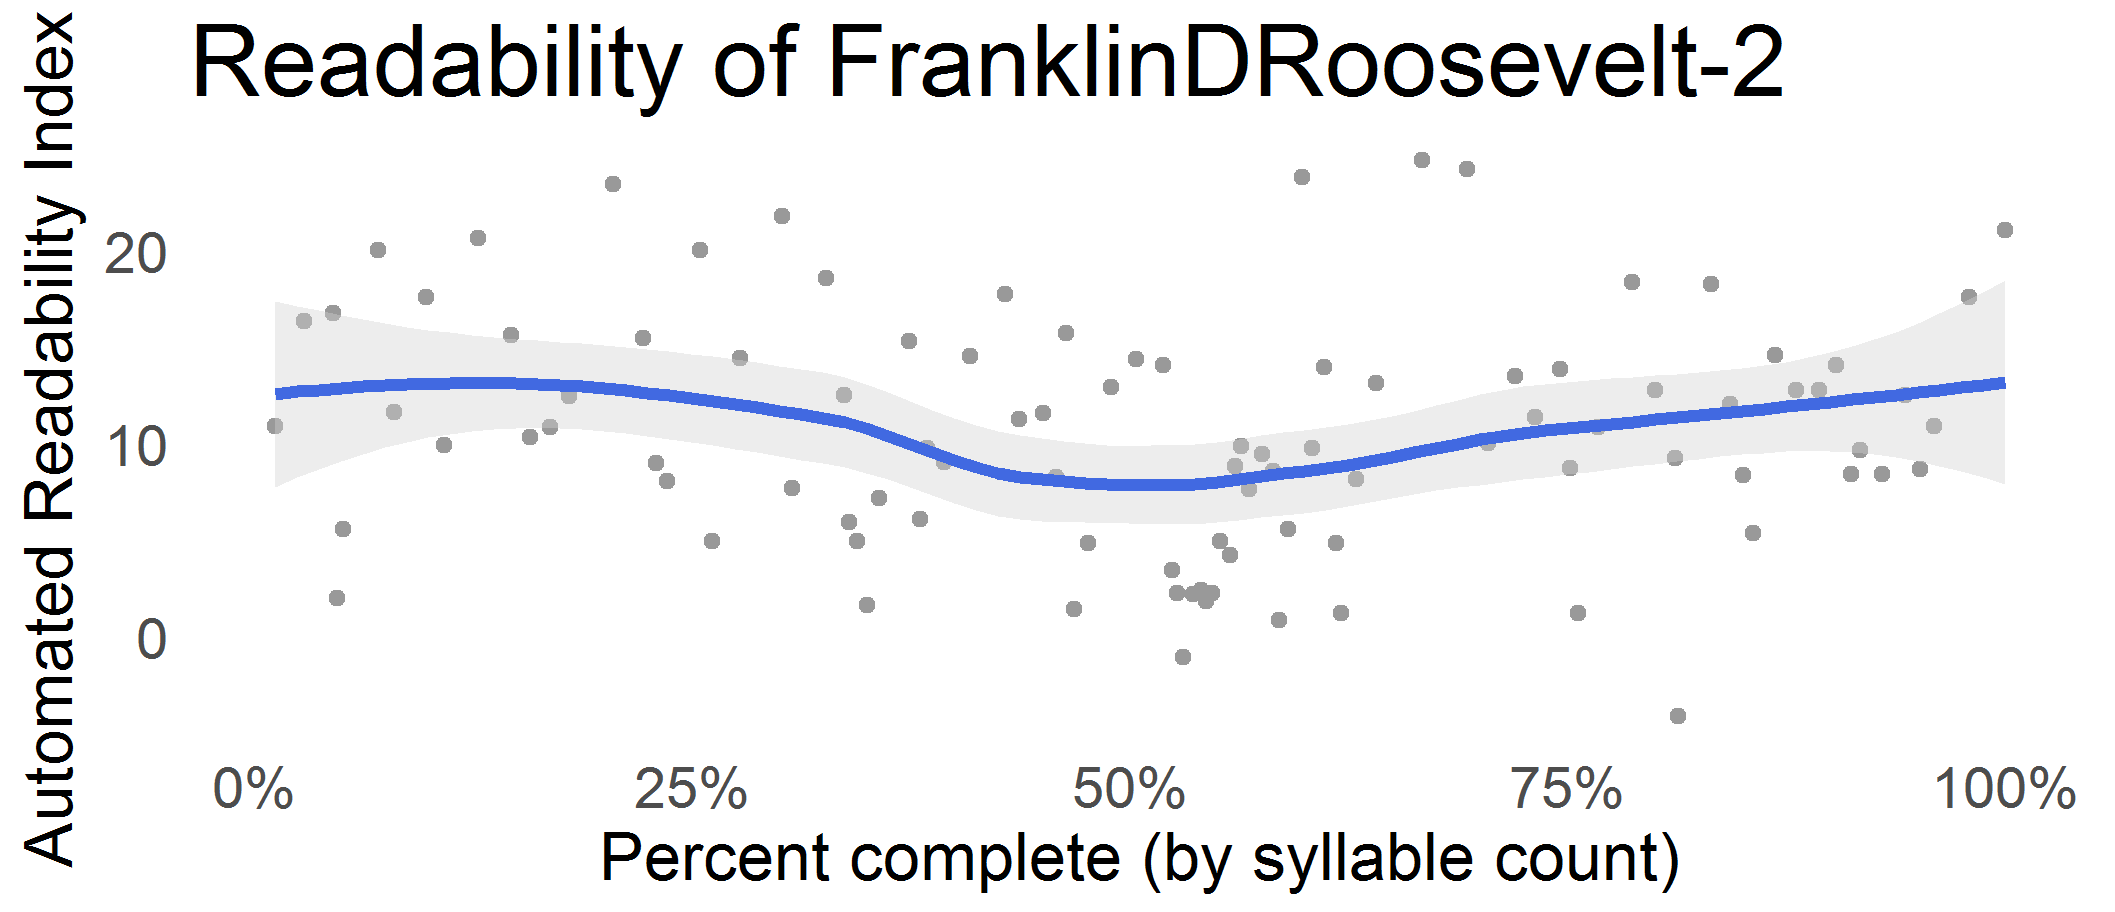 Readability of FranklinDRoosevelt-2
Automated Readability Index
20
10
0
0%
25%
50%
75%
100%
Percent complete (by syllable count)